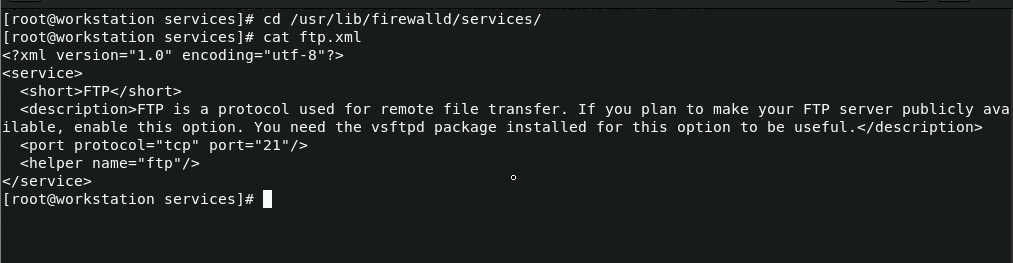 [root@workstation services]# cd /usr/lib/firewalld/services/
[root@workstation services]# cat ftp.xml
<?xml version="1.0" encoding="utf-8"?>
<service>
  <short>FTP</short>
  <description>FTP is a protocol used for remote file transfer. If you plan to make your FTP server publicly ava
ilable, enable this option. You need the vsftpd package installed for this option to be useful.</description>
  <port protocol="tcp" port="21"/>
  <helper name="ftp"/>
</service>
[root@workstation services]#